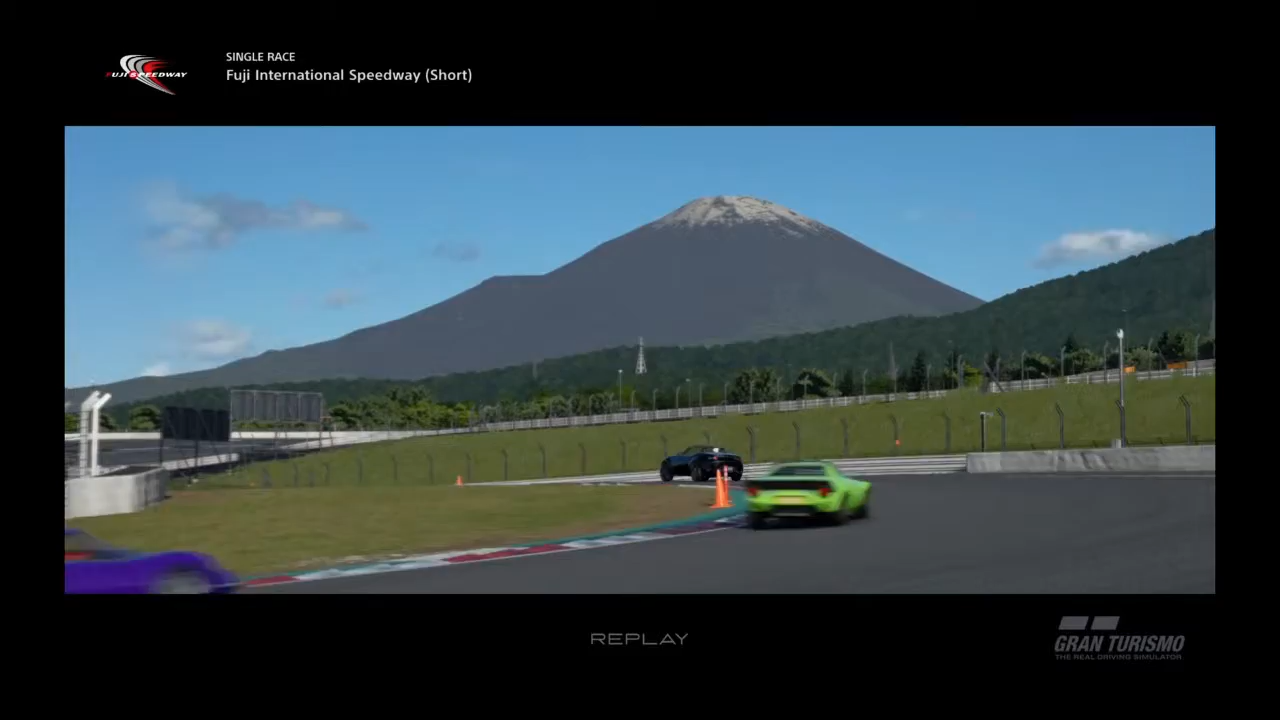 FUJI SPEEDWAY
SINGLE RACE
Fuji International Speedway (Short)
REPLAY
GRAN TURISMO
THE REAL DRIVING SIMULATOR